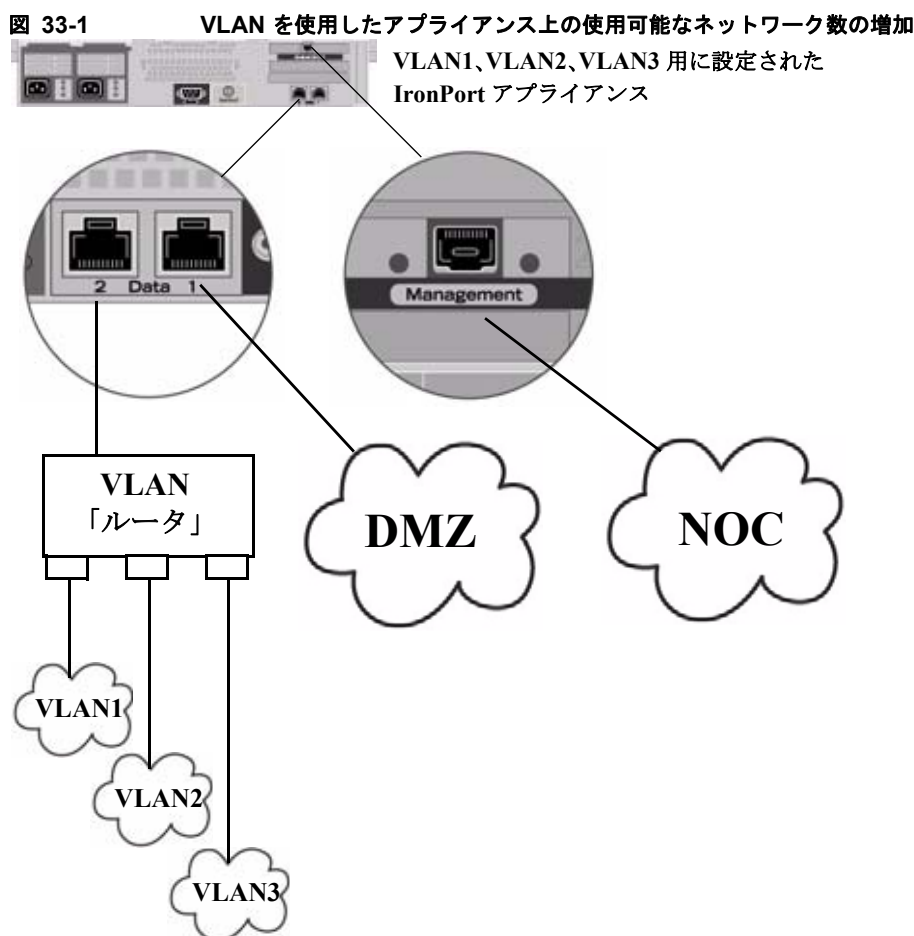 図 33-1 VLAN を使用したアプライアンス上の使用可能なネットワーク数の増加
VLAN1、VLAN2、VLAN3 用に設定された
IronPort アプライアンス
2 Data 1
Management
VLAN
「ルータ」
DMZ
NOC
VLAN1
VLAN2
VLAN3